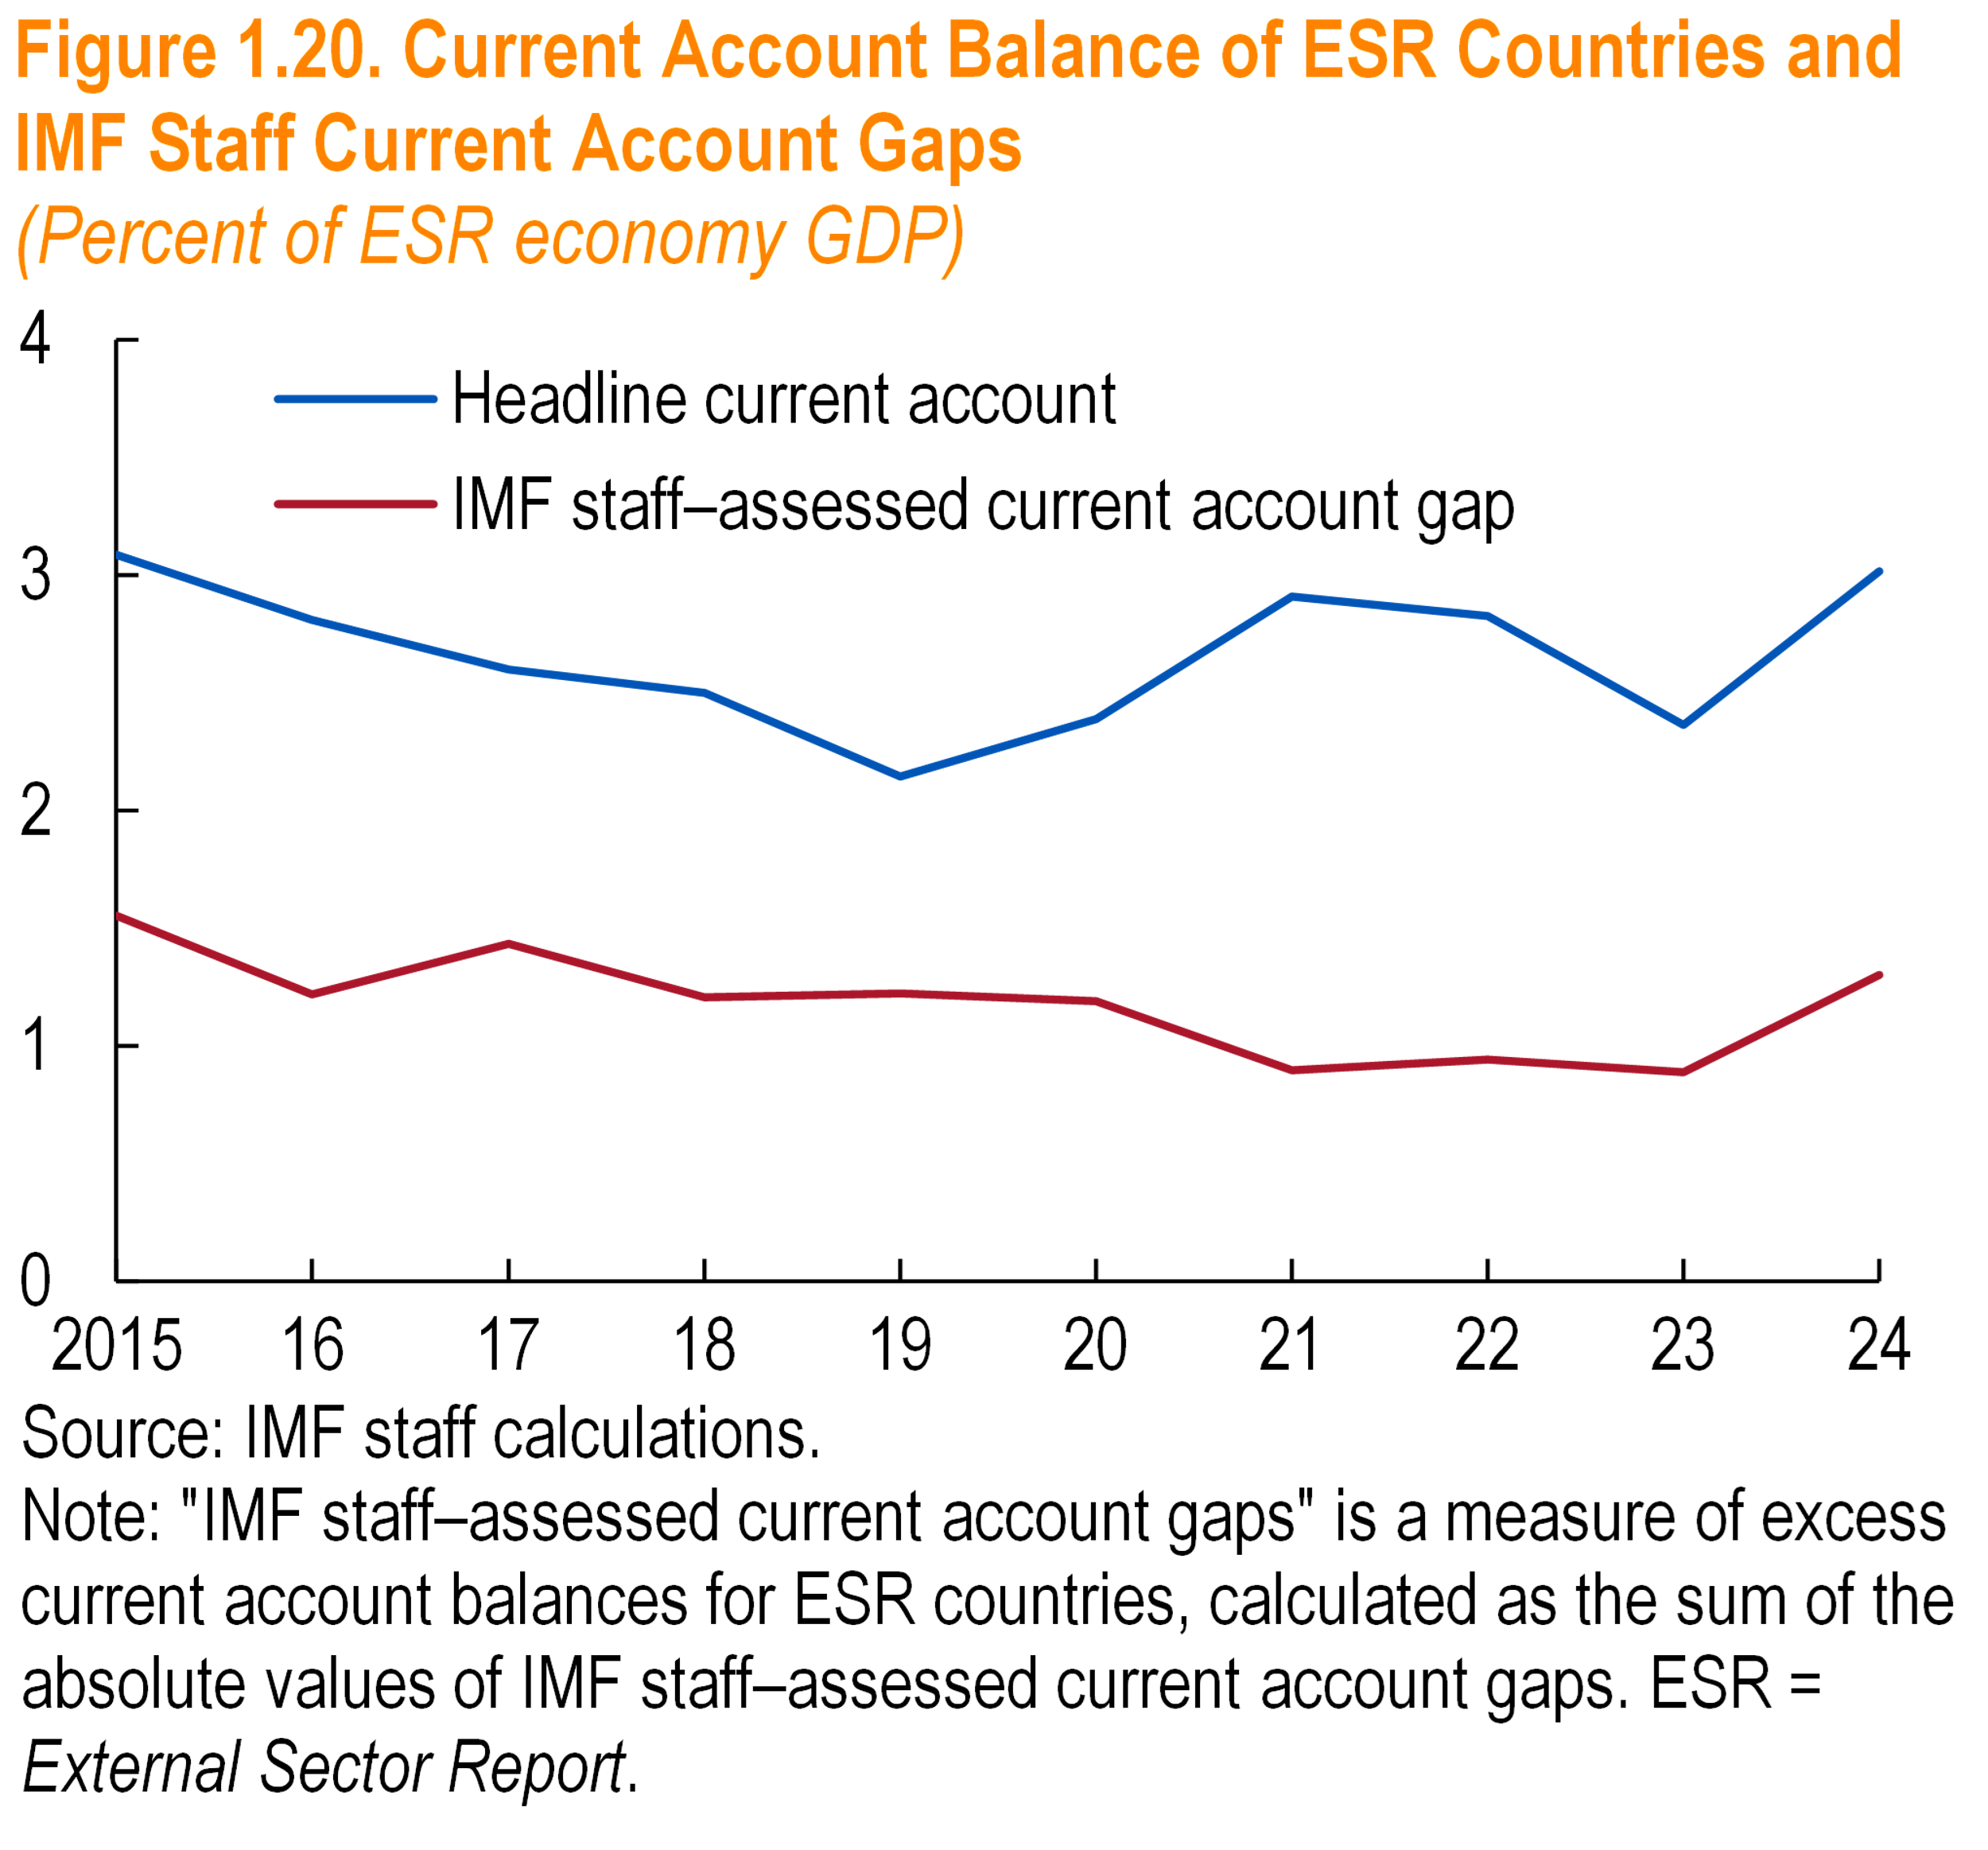 Figure 1.20. Current Account Balance of ESR Countries and
IMF Staff Current Account Gaps
(Percent of ESR economy GDP)
4
Headline current account
IMF staff–assessed current account gap
3
2
1
0
2015 16 17 18 19 20 21 22 23 24
Source: IMF staff calculations.
Note: "IMF staff–assessed current account gaps" is a measure of excess
current account balances for ESR countries, calculated as the sum of the
absolute values of IMF staff–assessed current account gaps. ESR =
External Sector Report.